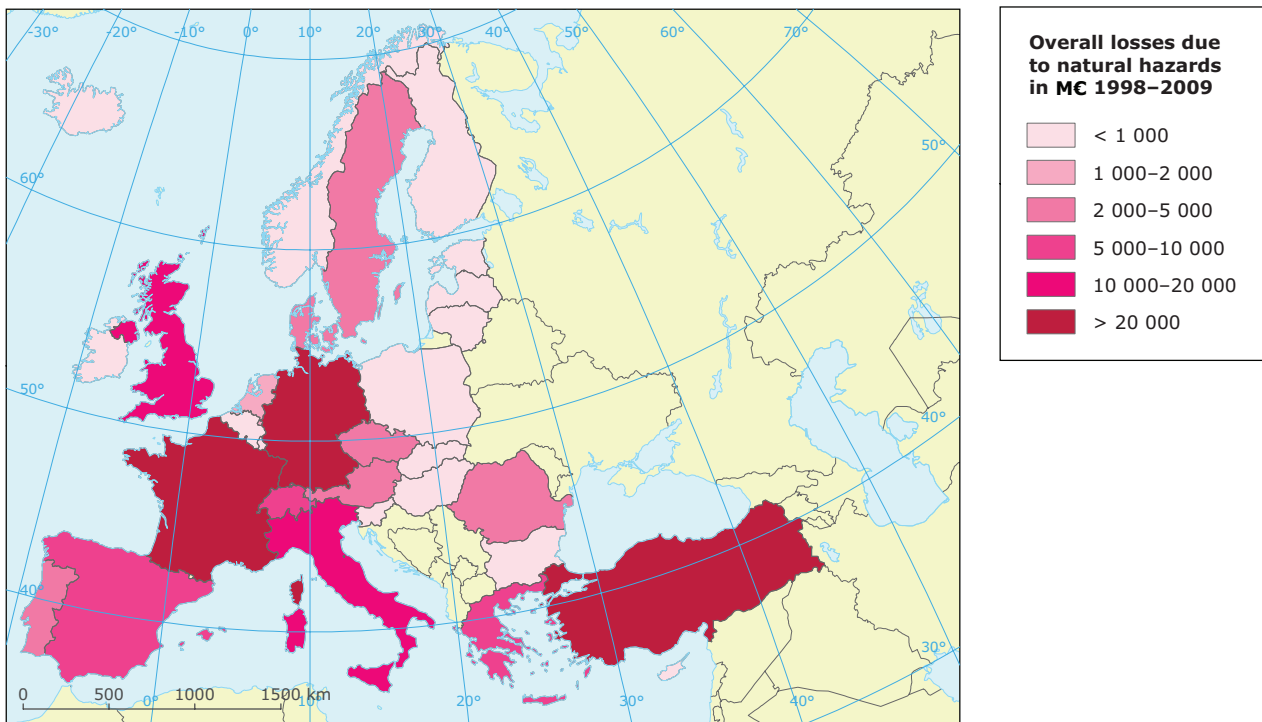 -30° -20° -10° 0° 10° 20° 30° 40° 50° 60° 70°
60°
50°
40°
50°
40°
30°
0 500 1000 1500 km
0° 10° 20° 30° 40°
Overall losses due
to natural hazards
in M€ 1998–2009
< 1 000
1 000–2 000
2 000–5 000
5 000–10 000
10 000–20 000
> 20 000